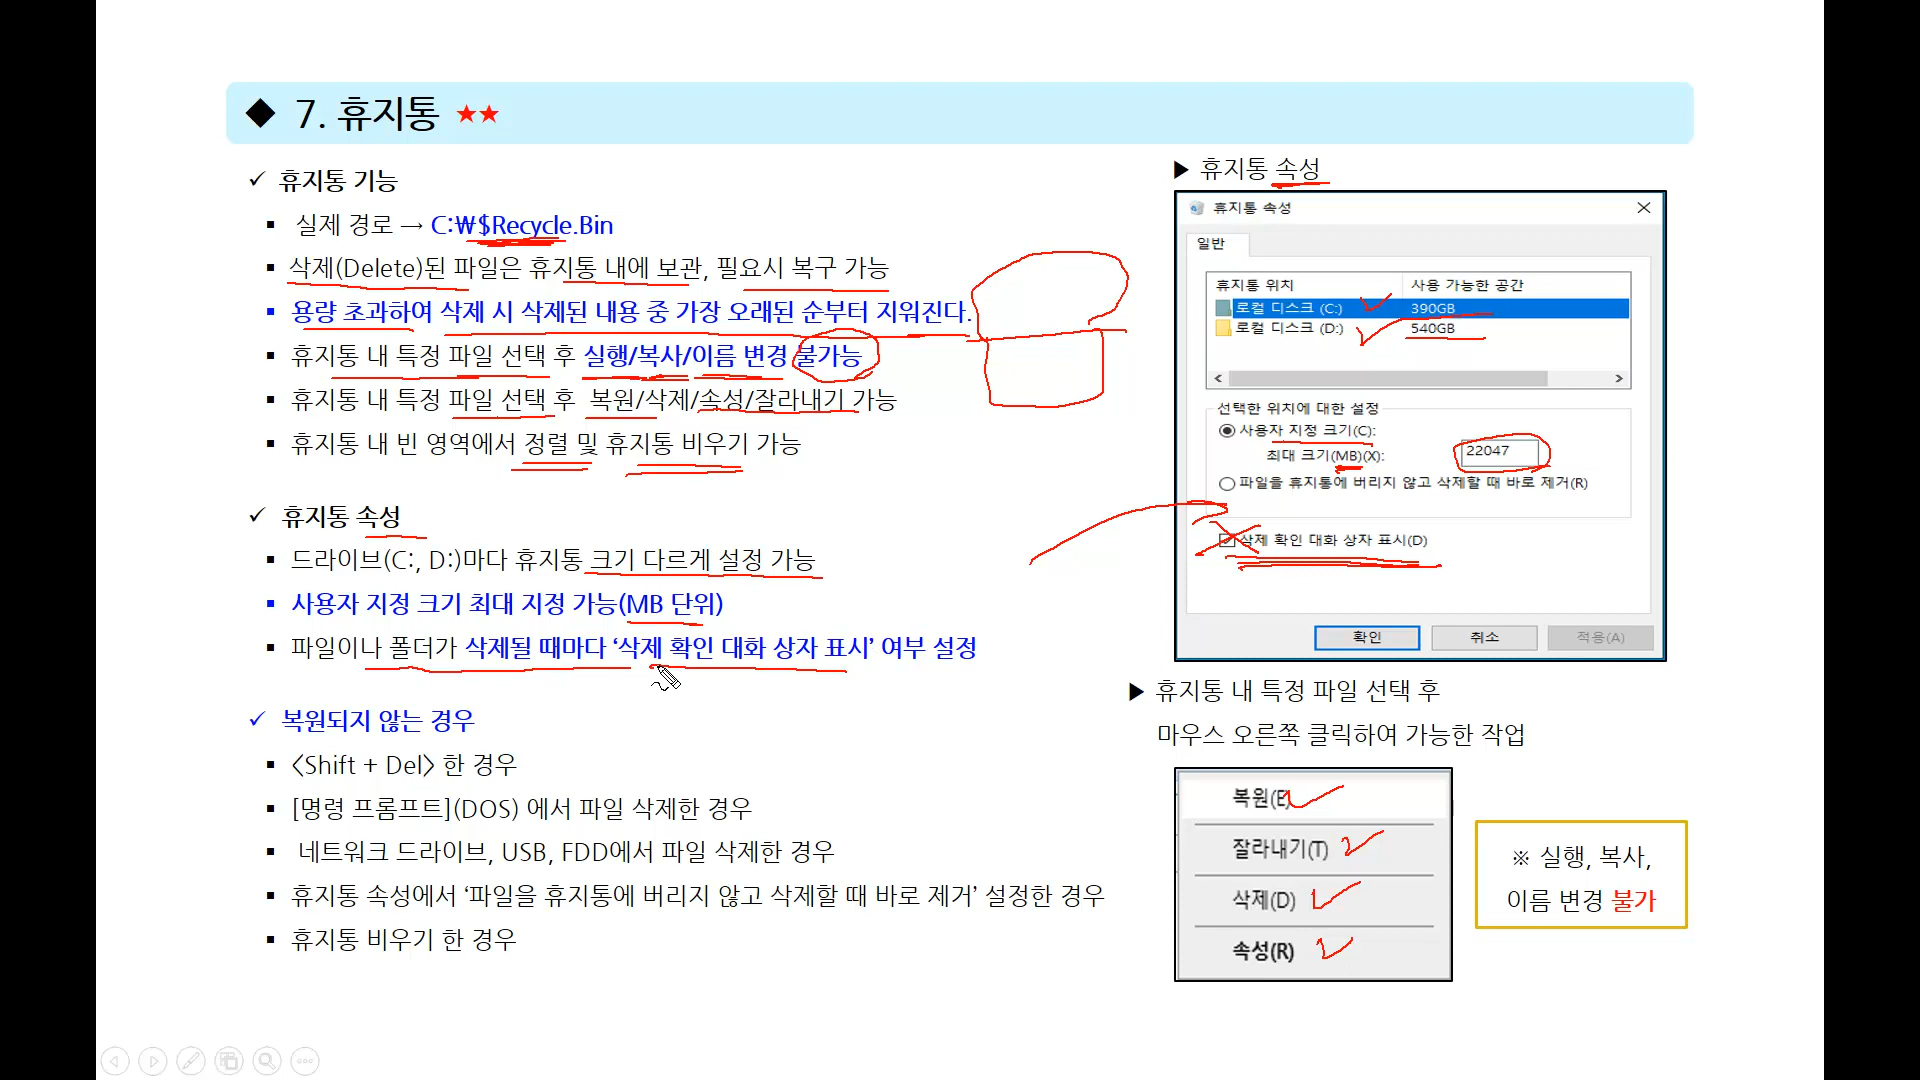 ◆ 7. 휴지통 ★★
✓ 휴지통 기능
▪ 실제 경로 → C:₩$Recycle.Bin
▪ 삭제(Delete)된 파일은 휴지통 내에 보관, 필요시 복구 가능
▪ 용량 초과하여 삭제 시 삭제된 내용 중 가장 오래된 순부터 지워진다.
▪ 휴지통 내 특정 파일 선택 후 실행/복사/이름 변경 불가능
▪ 휴지통 내 특정 파일 선택 후 복원/삭제/속성/잘라내기 가능
▪ 휴지통 내 빈 영역에서 정렬 및 휴지통 비우기 가능
✓ 휴지통 속성
▪ 드라이브(C:, D:)마다 휴지통 크기 다르게 설정 가능
▪ 사용자 지정 크기 최대 지정 가능(MB 단위)
▪ 파일이나 폴더가 삭제될 때마다 ‘삭제 확인 대화 상자 표시’ 여부 설정
✓ 복원되지 않는 경우
▪ <Shift + Del> 한 경우
▪ [명령 프롬프트](DOS) 에서 파일 삭제한 경우
▪ 네트워크 드라이브, USB, FDD에서 파일 삭제한 경우
▪ 휴지통 속성에서 ‘파일을 휴지통에 버리지 않고 삭제할 때 바로 제거’ 설정한 경우
▪ 휴지통 비우기 한 경우
▶ 휴지통 속성
휴지통 속성
일반
휴지통 위치 사용 가능한 공간
로컬 디스크 (C:) 390GB
로컬 디스크 (D:) 540GB
선택한 위치에 대한 설정
사용자 지정 크기(C):
최대 크기(MB)(X): 22047
파일을 휴지통에 버리지 않고 삭제할 때 바로 제거(R)
삭제 확인 대화 상자 표시(D)
확인 취소 적용(A)
▶ 휴지통 내 특정 파일 선택 후
마우스 오른쪽 클릭하여 가능한 작업
복원(E)
잘라내기(T)
삭제(D)
속성(R)
※ 실행, 복사,
이름 변경 불가